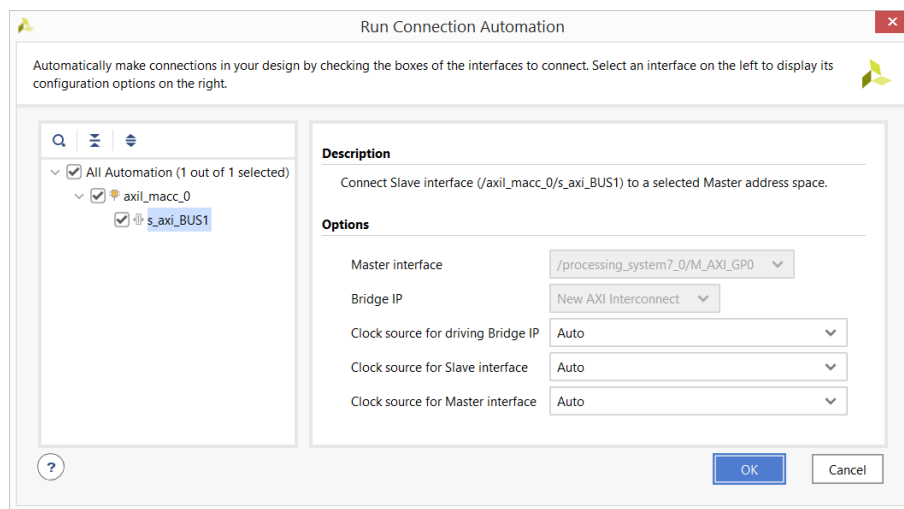 Run Connection Automation
Automatically make connections in your design by checking the boxes of the interfaces to connect. Select an interface on the left to display its
configuration options on the right.
All Automation (1 out of 1 selected)
axil_macc_0
s_axi_BUS1
Description
Connect Slave interface (/axil_macc_0/s_axi_BUS1) to a selected Master address space.
Options
Master interface /processing_system7_0/M_AXI_GP0
Bridge IP New AXI Interconnect
Clock source for driving Bridge IP Auto
Clock source for Slave interface Auto
Clock source for Master interface Auto
? OK Cancel